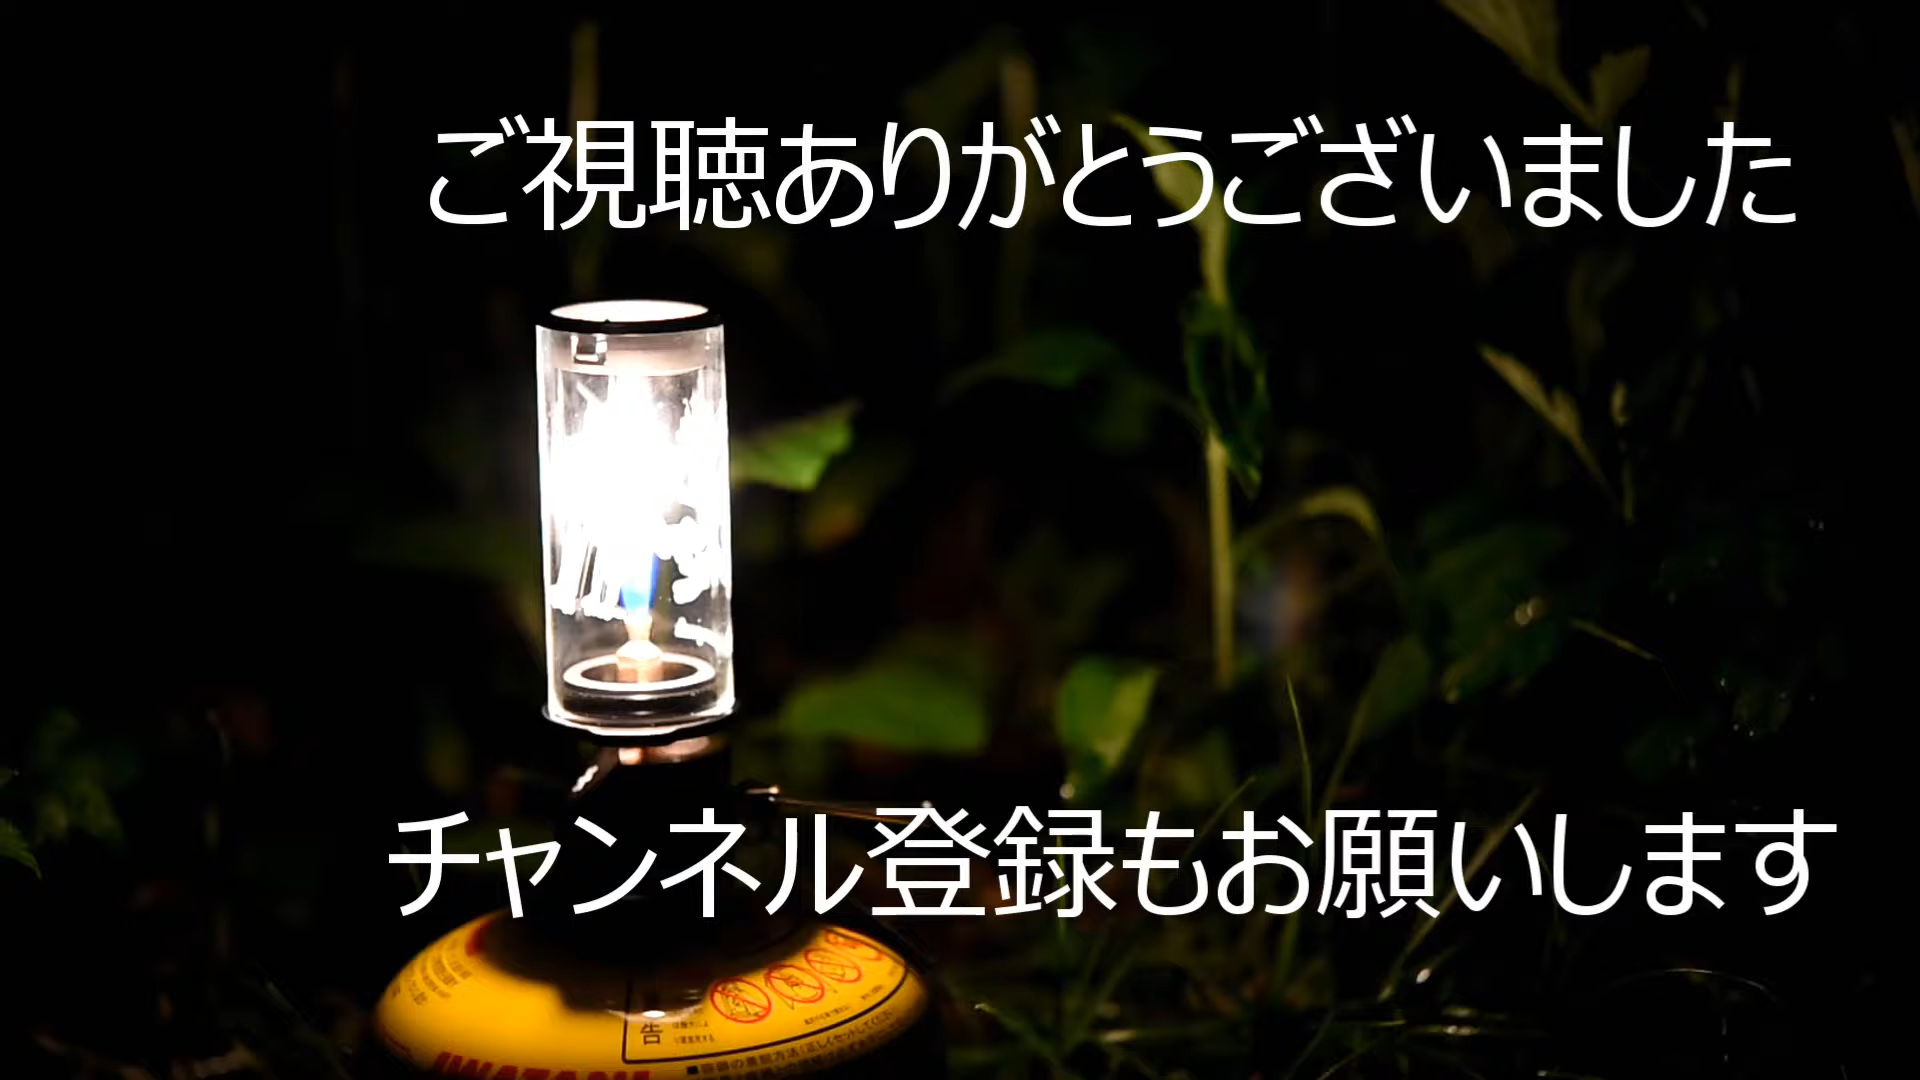 ご視聴ありがとうございました
チャンネル登録もお願いします
告